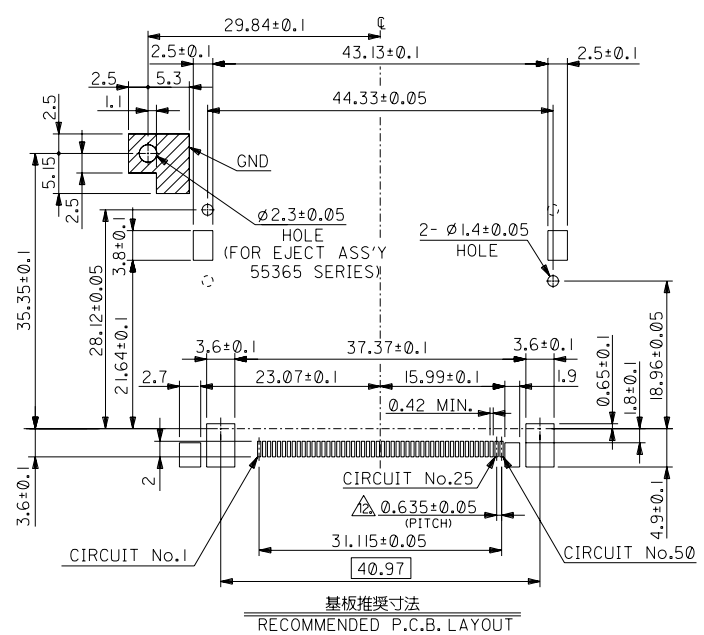 ℄
29.84±0.1
2.5±0.1
43.13±0.1
2.5±0.1
2.5
5.3
44.33±0.05
1.1
2.5
5.15
2.5
GND
⌀2.3±0.05
HOLE
(FOR EJECT ASS'Y
55365 SERIES)
2- ⌀1.4±0.05
HOLE
3.8±0.1
35.35±0.1
28.12±0.05
21.64±0.1
3.6±0.1
37.37±0.1
3.6±0.1
2.7
23.07±0.1
15.99±0.1
1.9
0.65±0.1
1.8±0.1
18.96±0.05
0.42 MIN.
3.6±0.1
2
CIRCUIT No.25
12. 0.635±0.05
(PITCH)
4.9±0.1
31.115±0.05
CIRCUIT No.1
CIRCUIT No.50
40.97
基板推奨寸法
RECOMMENDED P.C.B. LAYOUT